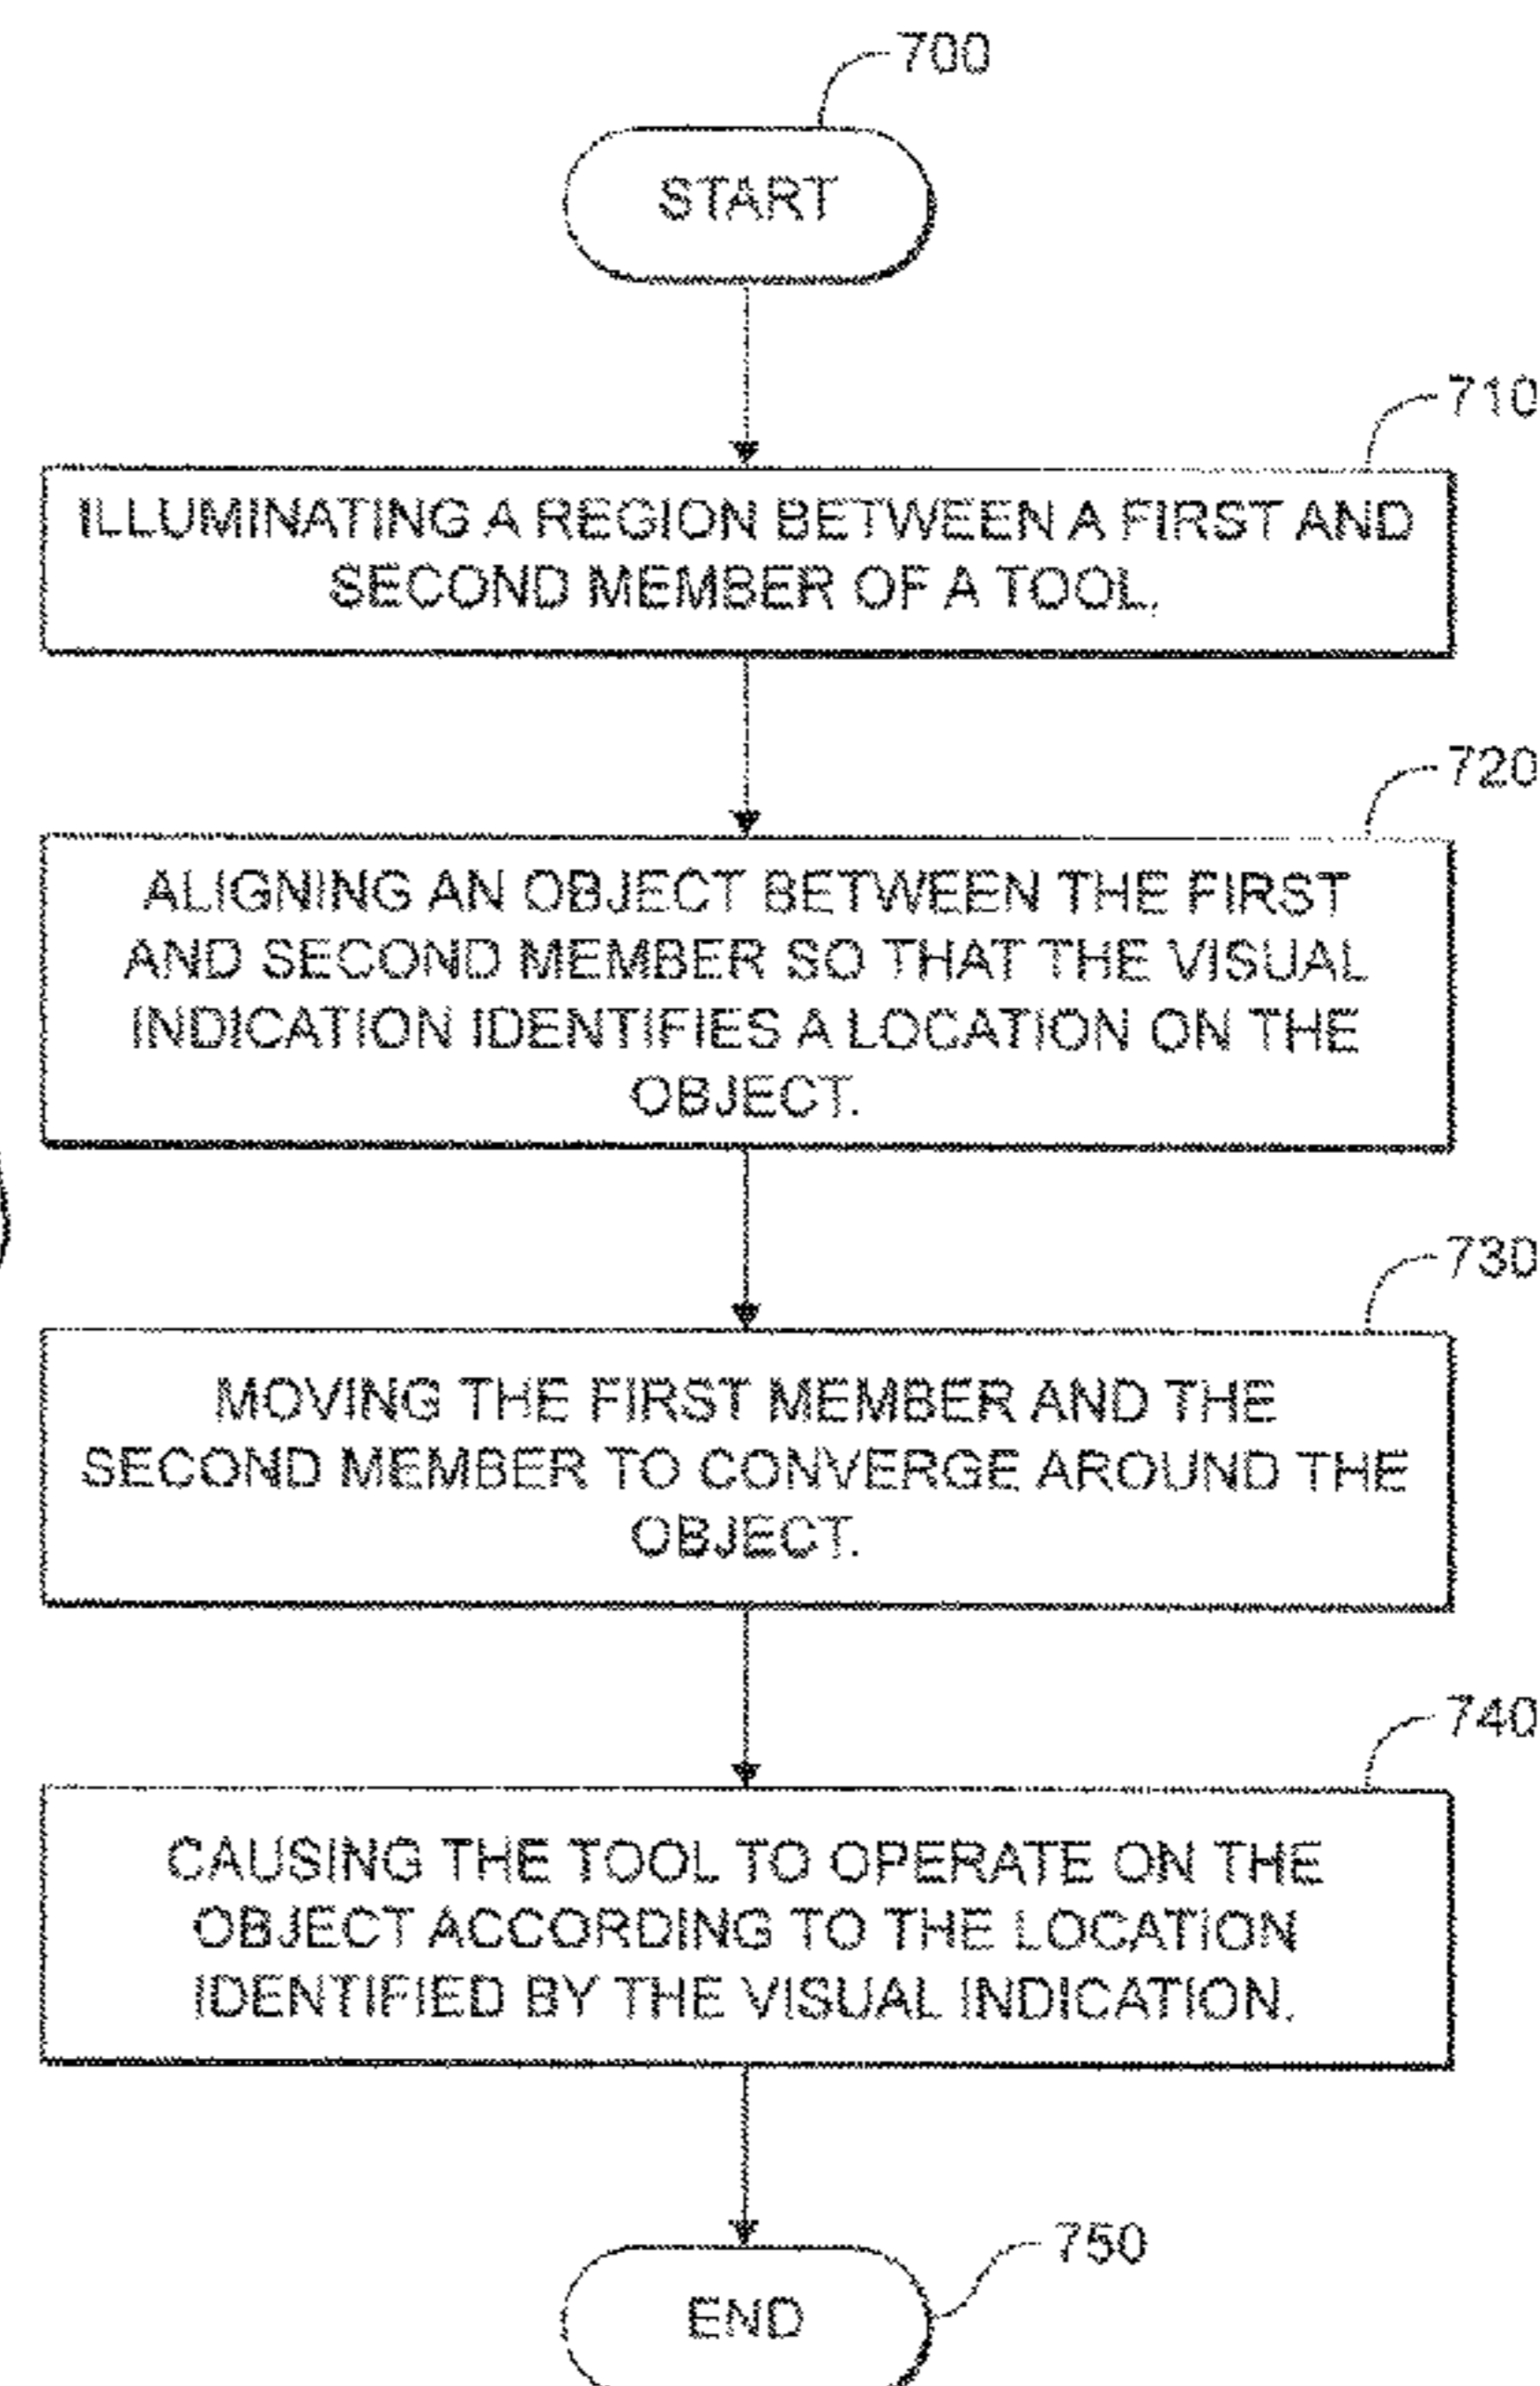 700
START
710
ILLUMINATING A REGION BETWEEN A FIRST AND
SECOND MEMBER OF A TOOL.
720
ALIGNING AN OBJECT BETWEEN THE FIRST
AND SECOND MEMBER SO THAT THE VISUAL
INDICATION IDENTIFIES A LOCATION ON THE
OBJECT.
730
MOVING THE FIRST MEMBER AND THE
SECOND MEMBER TO CONVERGE AROUND THE
OBJECT.
740
CAUSING THE TOOL TO OPERATE ON THE
OBJECT ACCORDING TO THE LOCATION
IDENTIFIED BY THE VISUAL INDICATION.
750
END